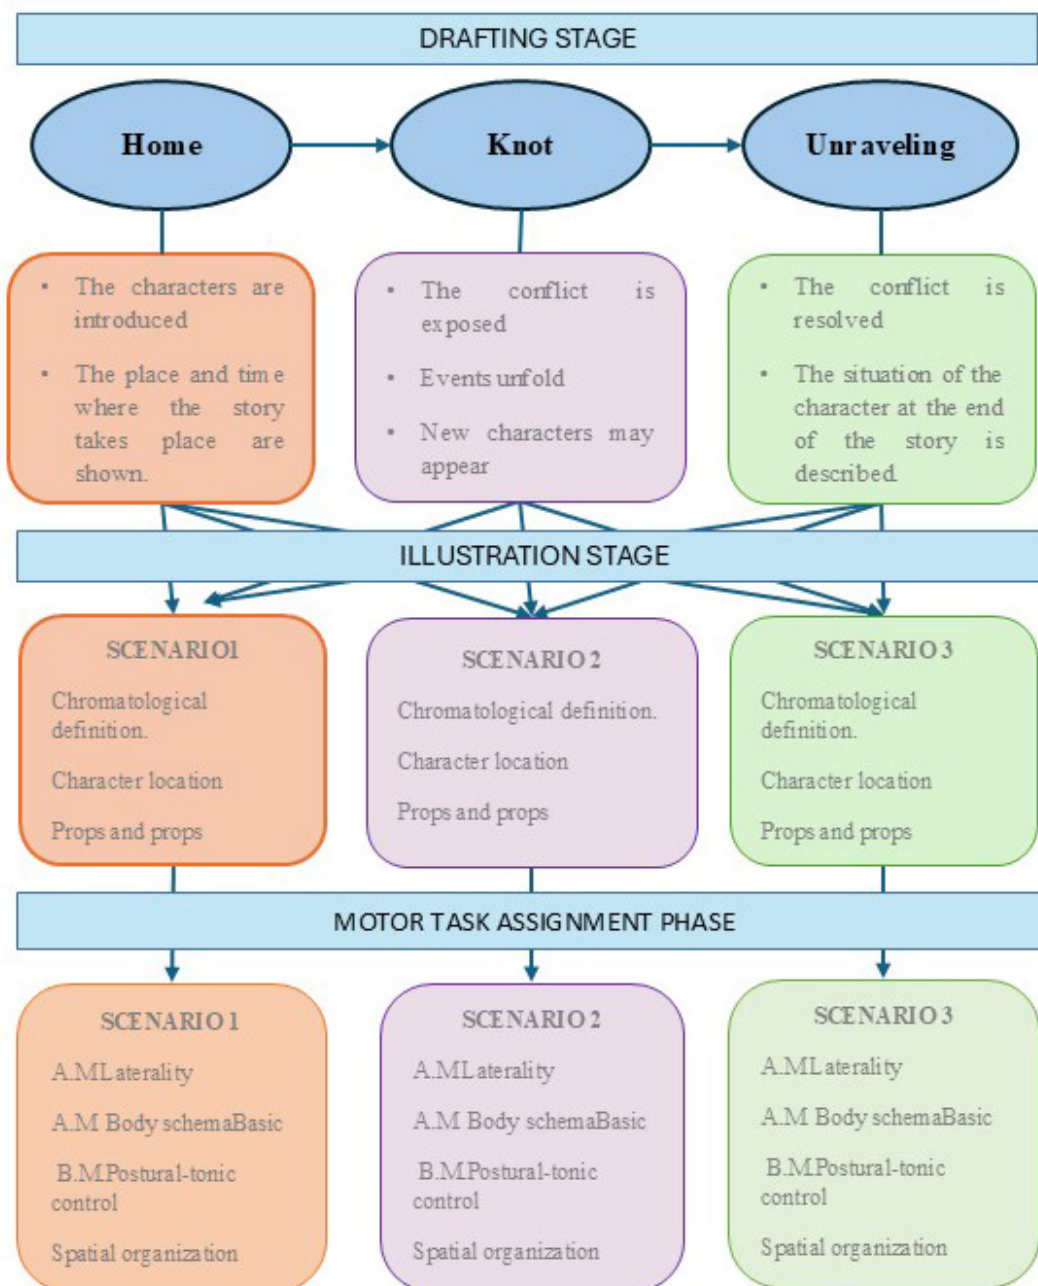 DRAFTING STAGE
Home
Knot
Unraveling
• The characters are
introduced
• The place and time
where the story
takes place are
shown.
• The conflict is
exposed
• Events unfold
• New characters may
appear
• The conflict is
resolved
• The situation of the
character at the end
of the story is
described.
ILLUSTRATION STAGE
SCENARIO1
Chromatological
definition.
Character location
Props and props
SCENARIO 2
Chromatological definition.
Character location
Props and props
SCENARIO 3
Chromatological
definition.
Character location
Props and props
MOTOR TASK ASSIGNMENT PHASE
SCENARIO 1
A.MLaterality
A.M Body schemaBasic
B.M.Postural-tonic
control
Spatial organization
SCENARIO 2
A.MLaterality
A.M Body schemaBasic
B.M.Postural-tonic
control
Spatial organization
SCENARIO 3
A.MLaterality
A.M Body schemaBasic
B.M.Postural-tonic
control
Spatial organization